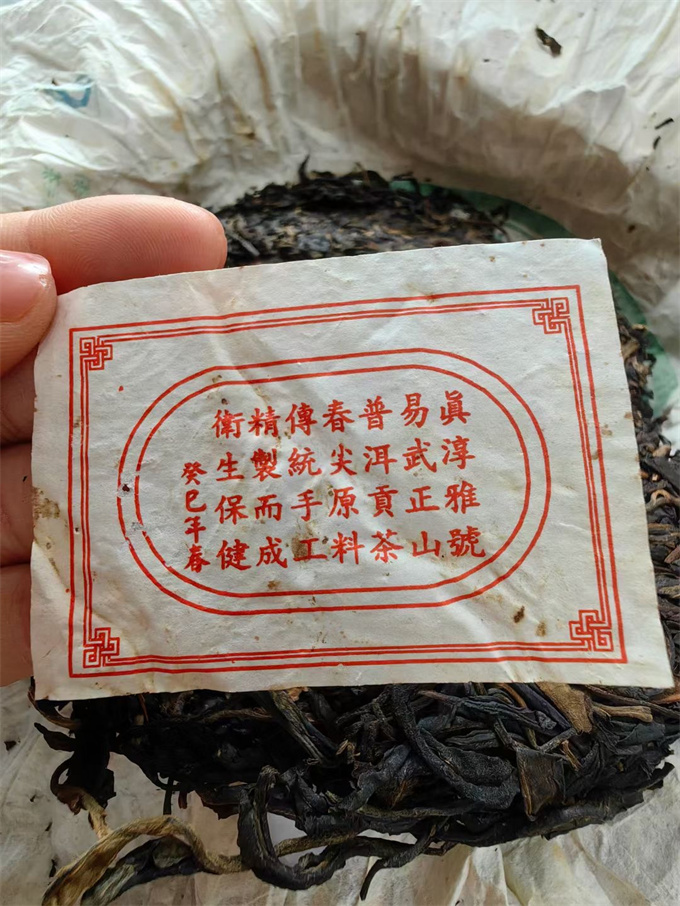 眞淳雅號
易武正山
普洱貢茶
春尖原料
傳統手工
精製而成
衛生保健
癸巳年春